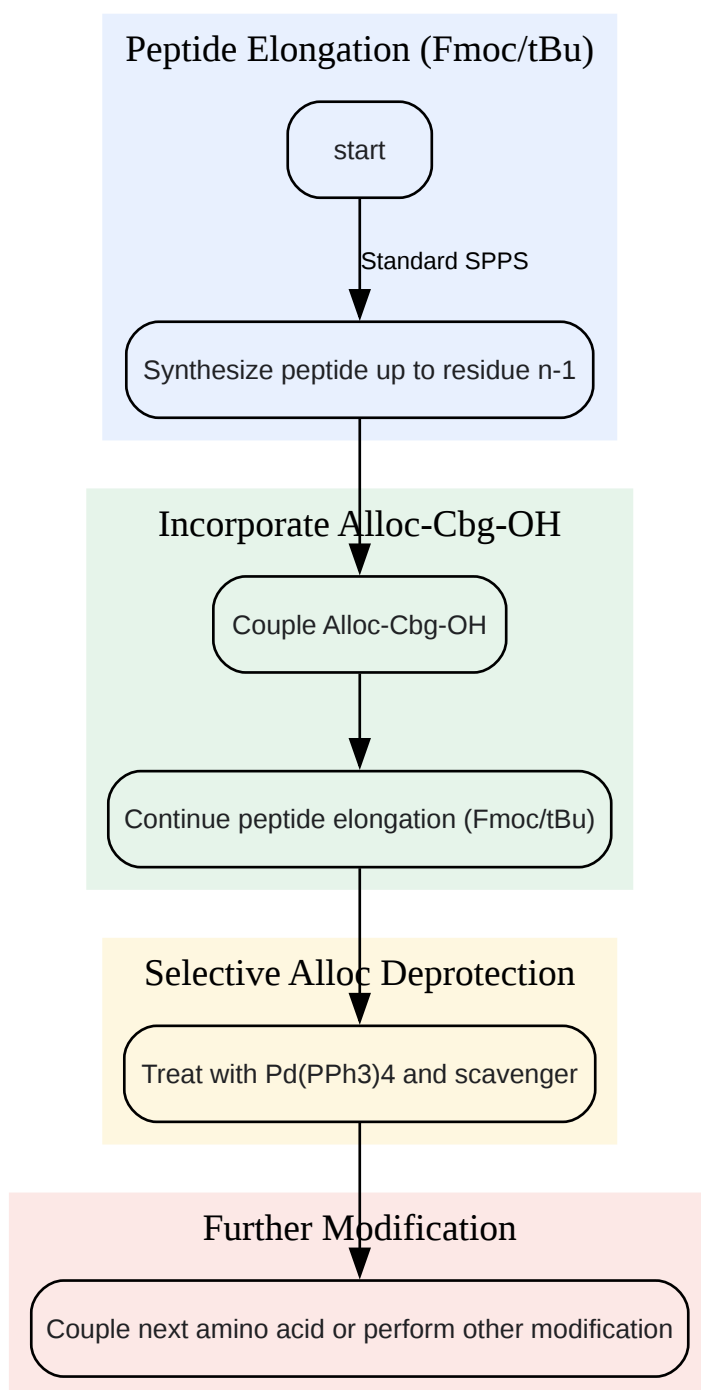 Peptide Elongation (Fmoc/tBu)
start
Standard SPPS
Synthesize peptide up to residue n-1
Incorporate Alloc-Cbg-OH
Couple Alloc-Cbg-OH
Continue peptide elongation (Fmoc/tBu)
Selective Alloc Deprotection
Treat with Pd(PPh3)4 and scavenger
Further Modification
Couple next amino acid or perform other modification